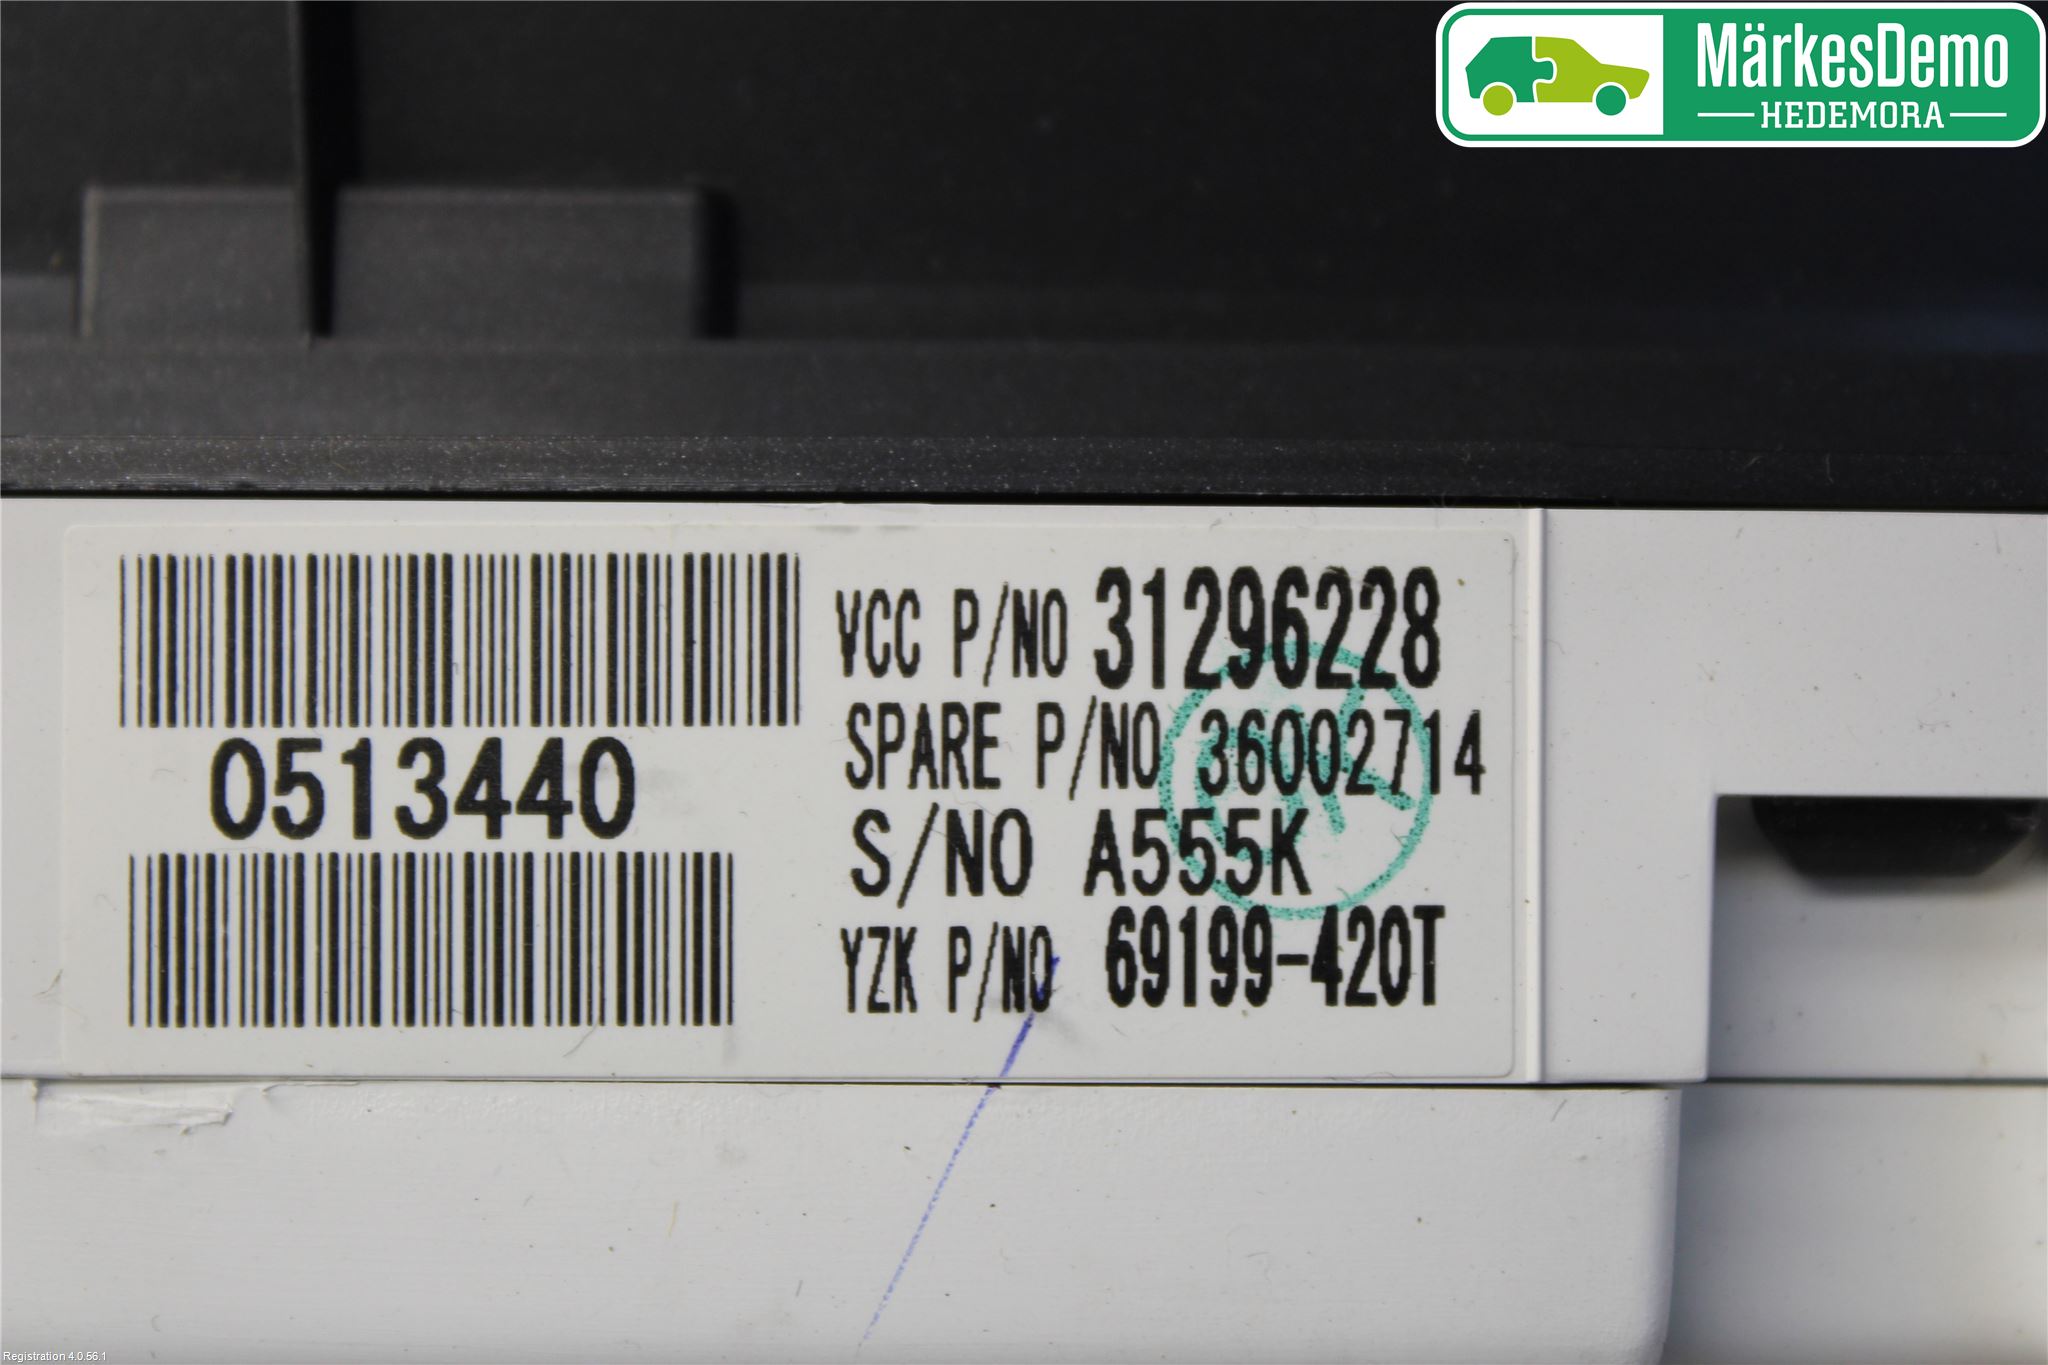 MärkesDemo
HEDEMORA
VCC P/NO 31296228
SPARE P/NO 36002714
0513440
S/NO A555K
YZK P/NO 69199-420T
Registration 4.0.56.1